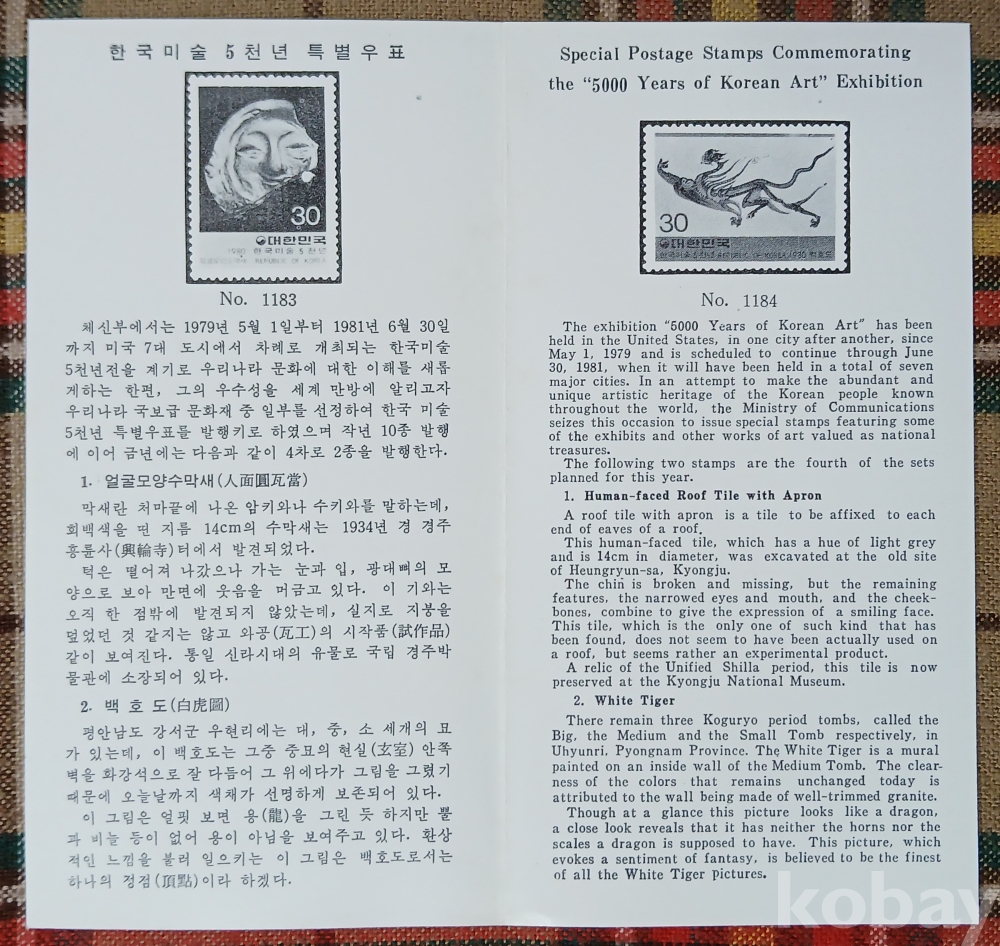 한국미술 5천년 특별우표
30
대한민국
1980 한국미술 5천년
REPUBLIC OF KOREA
No. 1183
체신부에서는 1979년 5월 1일부터 1981년 6월 30일
까지 미국 7대 도시에서 차례로 개최되는 한국미술
5천년전을 계기로 우리나라 문화에 대한 이해를 새롭
게하는 한편, 그의 우수성을 세계 만방에 알리고자
우리나라 국보급 문화재 중 일부를 선정하여 한국 미술
5천년 특별우표를 발행키로 하였으며 작년 10종 발행
에 이어 금년에는 다음과 같이 4차로 2종을 발행한다.
1. 얼굴모양수막새(人面圓瓦當)
막새란 처마끝에 나온 암키와나 수키와를 말하는데,
회백색을 띤 지름 14cm의 수막새는 1934년 경 경주
흥륜사(興輪寺)터에서 발견되었다.
턱은 떨어져 나갔으나 가는 눈과 입, 광대뼈의 모
양으로 보아 만면에 웃음을 머금고 있다. 이 기와는
오직 한 점밖에 발견되지 않았는데, 실지로 지붕을
덮었던 것 같지는 않고 와공(瓦工)의 시작품(試作品)
같이 보여진다. 통일 신라시대의 유물로 국립 경주박
물관에 소장되어 있다.
2. 백호도(白虎圖)
평안남도 강서군 우현리에는 대, 중, 소 세개의 묘
가 있는데, 이 백호도는 그중 중묘의 현실(玄室) 안쪽
벽을 화강석으로 잘 다듬어 그 위에다가 그림을 그렸기
때문에 오늘날까지 색채가 선명하게 보존되어 있다.
이 그림은 얼핏 보면 용(龍)을 그린 듯 하지만 뿔
과 비늘 등이 없어 용이 아님을 보여주고 있다. 환상
적인 느낌을 불러 일으키는 이 그림은 백호도로서는
하나의 정점(頂點)이라 하겠다.
Special Postage Stamps Commemorating
the "5000 Years of Korean Art" Exhibition
30
대한민국
한국미술 5천년 REPUBLIC OF KOREA 1980 백호도
No. 1184
The exhibition "5000 Years of Korean Art" has been
held in the United States, in one city after another, since
May 1, 1979 and is scheduled to continue through June
30, 1981, when it will have been held in a total of seven
major cities. In an attempt to make the abundant and
unique artistic heritage of the Korean people known
throughout the world, the Ministry of Communications
seizes this occasion to issue special stamps featuring some
of the exhibits and other works of art valued as national
treasures.
The following two stamps are the fourth of the sets
planned for this year.
1. Human-faced Roof Tile with Apron
A roof tile with apron is a tile to be affixed to each
end of eaves of a roof.
This human-faced tile, which has a hue of light grey
and is 14cm in diameter, was excavated at the old site
of Heungryun-sa, Kyongju.
The chin is broken and missing, but the remaining
features, the narrowed eyes and mouth, and the cheek-
bones, combine to give the expression of a smiling face.
This tile, which is the only one of such kind that has
been found, does not seem to have been actually used on
a roof, but seems rather an experimental product.
A relic of the Unified Shilla period, this tile is now
preserved at the Kyongju National Museum.
2. White Tiger
There remain three Koguryo period tombs, called the
Big, the Medium and the Small Tomb respectively, in
Uhyunri, Pyongnam Province. The White Tiger is a mural
painted on an inside wall of the Medium Tomb. The clear-
ness of the colors that remains unchanged today is
attributed to the wall being made of well-trimmed granite.
Though at a glance this picture looks like a dragon,
a close look reveals that it has neither the horns nor the
scales a dragon is supposed to have. This picture, which
evokes a sentiment of fantasy, is believed to be the finest
of all the White Tiger pictures.
kobay